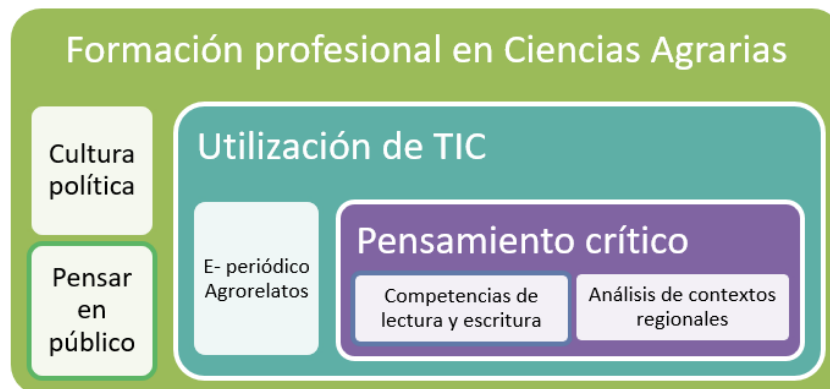 Formación profesional en Ciencias Agrarias
Cultura
política
Pensar
en
público
Utilización de TIC
E- periódico
Agrorelatos
Pensamiento crítico
Competencias de
lectura y escritura
Análisis de contextos
regionales